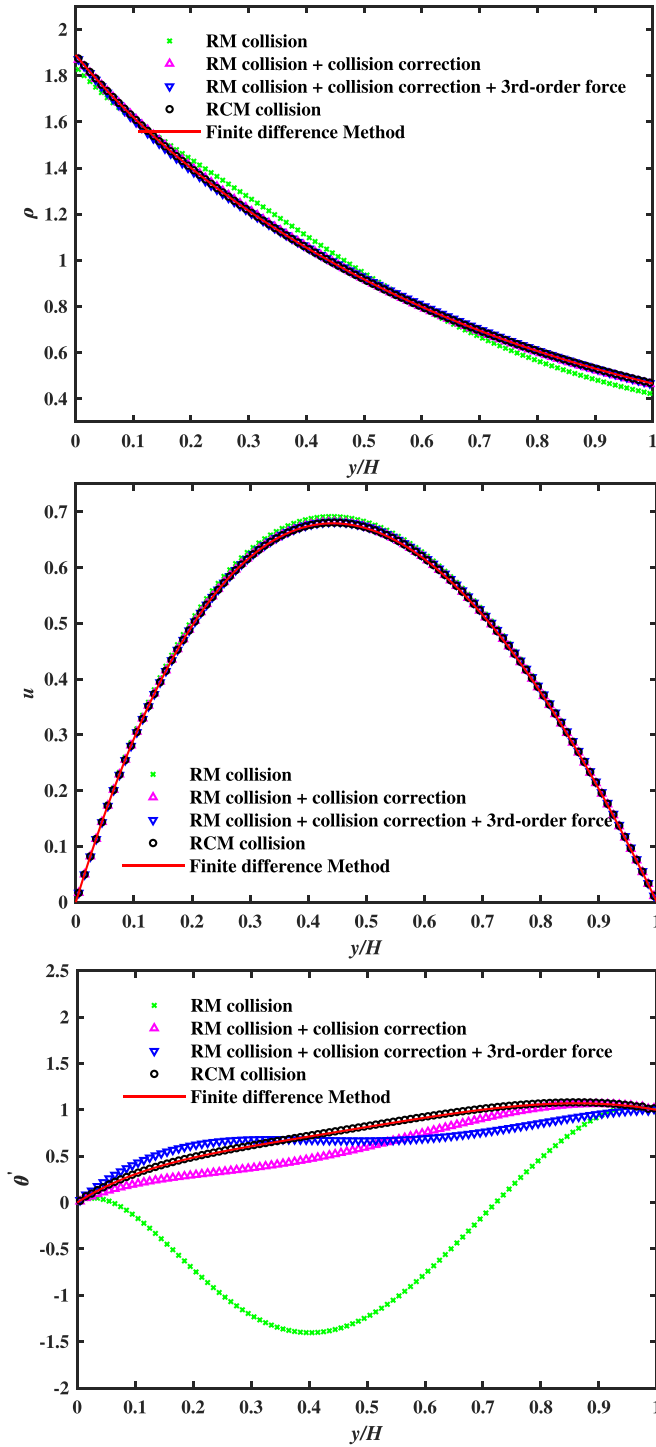 2
1.8
1.6
1.4
1.2
1
0.8
0.6
0.4
ρ
RM collision
RM collision + collision correction
RM collision + collision correction + 3rd-order force
RCM collision
Finite difference Method
0 0.1 0.2 0.3 0.4 0.5 0.6 0.7 0.8 0.9 1
y/H
0.7
0.6
0.5
0.4
0.3
0.2
0.1
0
u
RM collision
RM collision + collision correction
RM collision + collision correction + 3rd-order force
RCM collision
Finite difference Method
0 0.1 0.2 0.3 0.4 0.5 0.6 0.7 0.8 0.9 1
y/H
2.5
2
1.5
1
0.5
0
-0.5
-1
-1.5
-2
θ'
RM collision
RM collision + collision correction
RM collision + collision correction + 3rd-order force
RCM collision
Finite difference Method
0 0.1 0.2 0.3 0.4 0.5 0.6 0.7 0.8 0.9 1
y/H